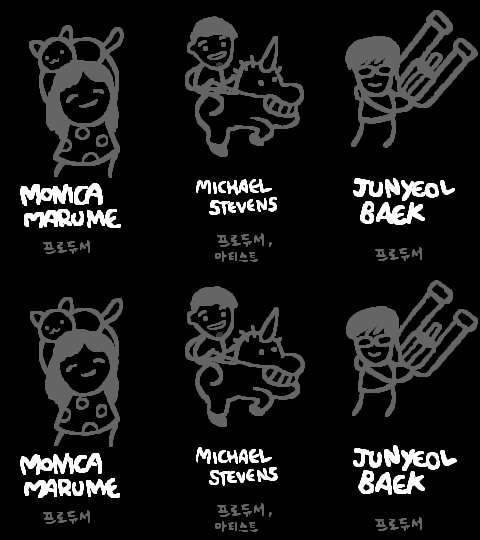 MONICA
MARUME
프로듀서
MICHAEL
STEVENS
프로듀서,
아티스트
JUNYEOL
BAEK
프로듀서
MONICA
MARUME
프로듀서
MICHAEL
STEVENS
프로듀서,
아티스트
JUNYEOL
BAEK
프로듀서